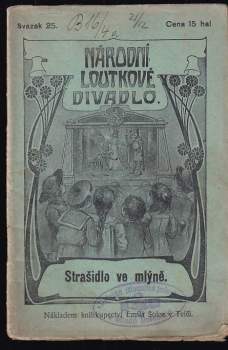 Svazek 25.
Cena 15 hal
NÁRODNÍ
LOUTKOVÉ
DIVADLO.
Strašidlo ve mlýně.
Nákladem knihkupectví Emila Šolce v Telči.